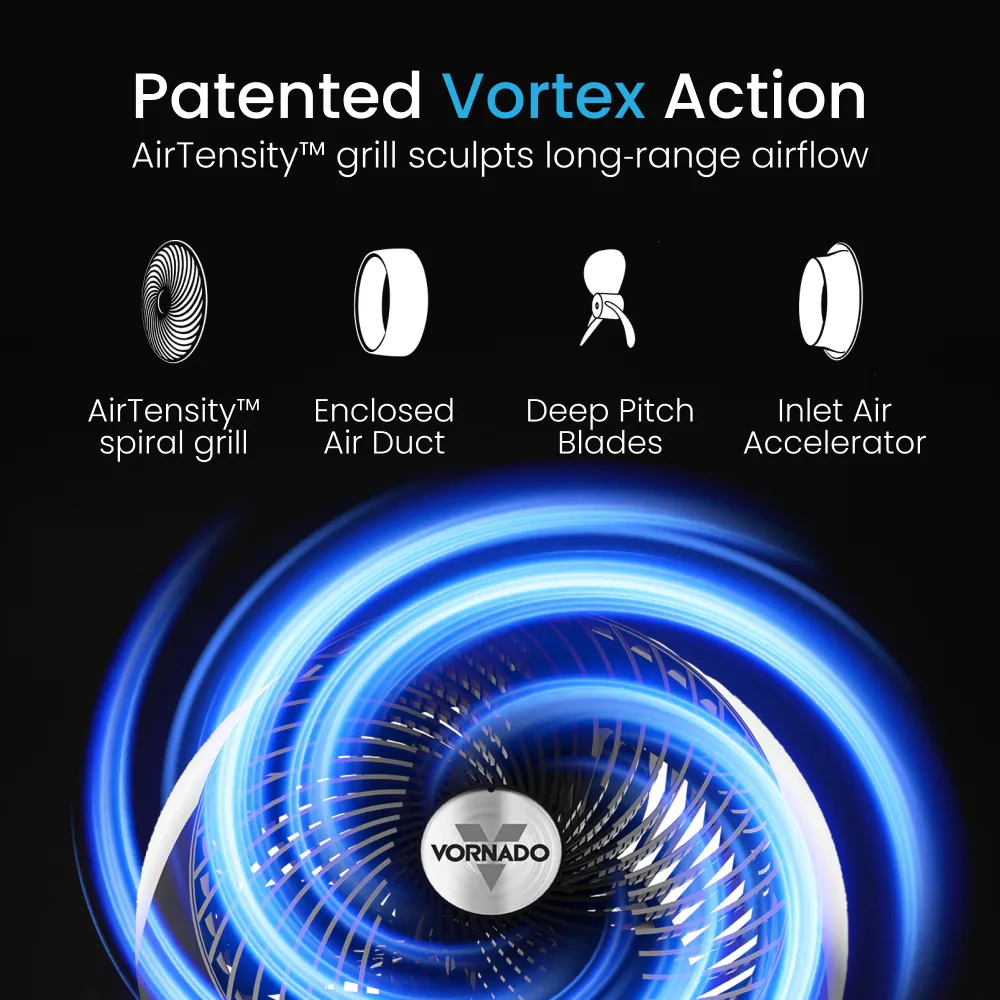 Patented Vortex Action
AirTensity™ grill sculpts long-range airflow
AirTensity™
spiral grill
Enclosed
Air Duct
Deep Pitch
Blades
Inlet Air
Accelerator
VORNADO